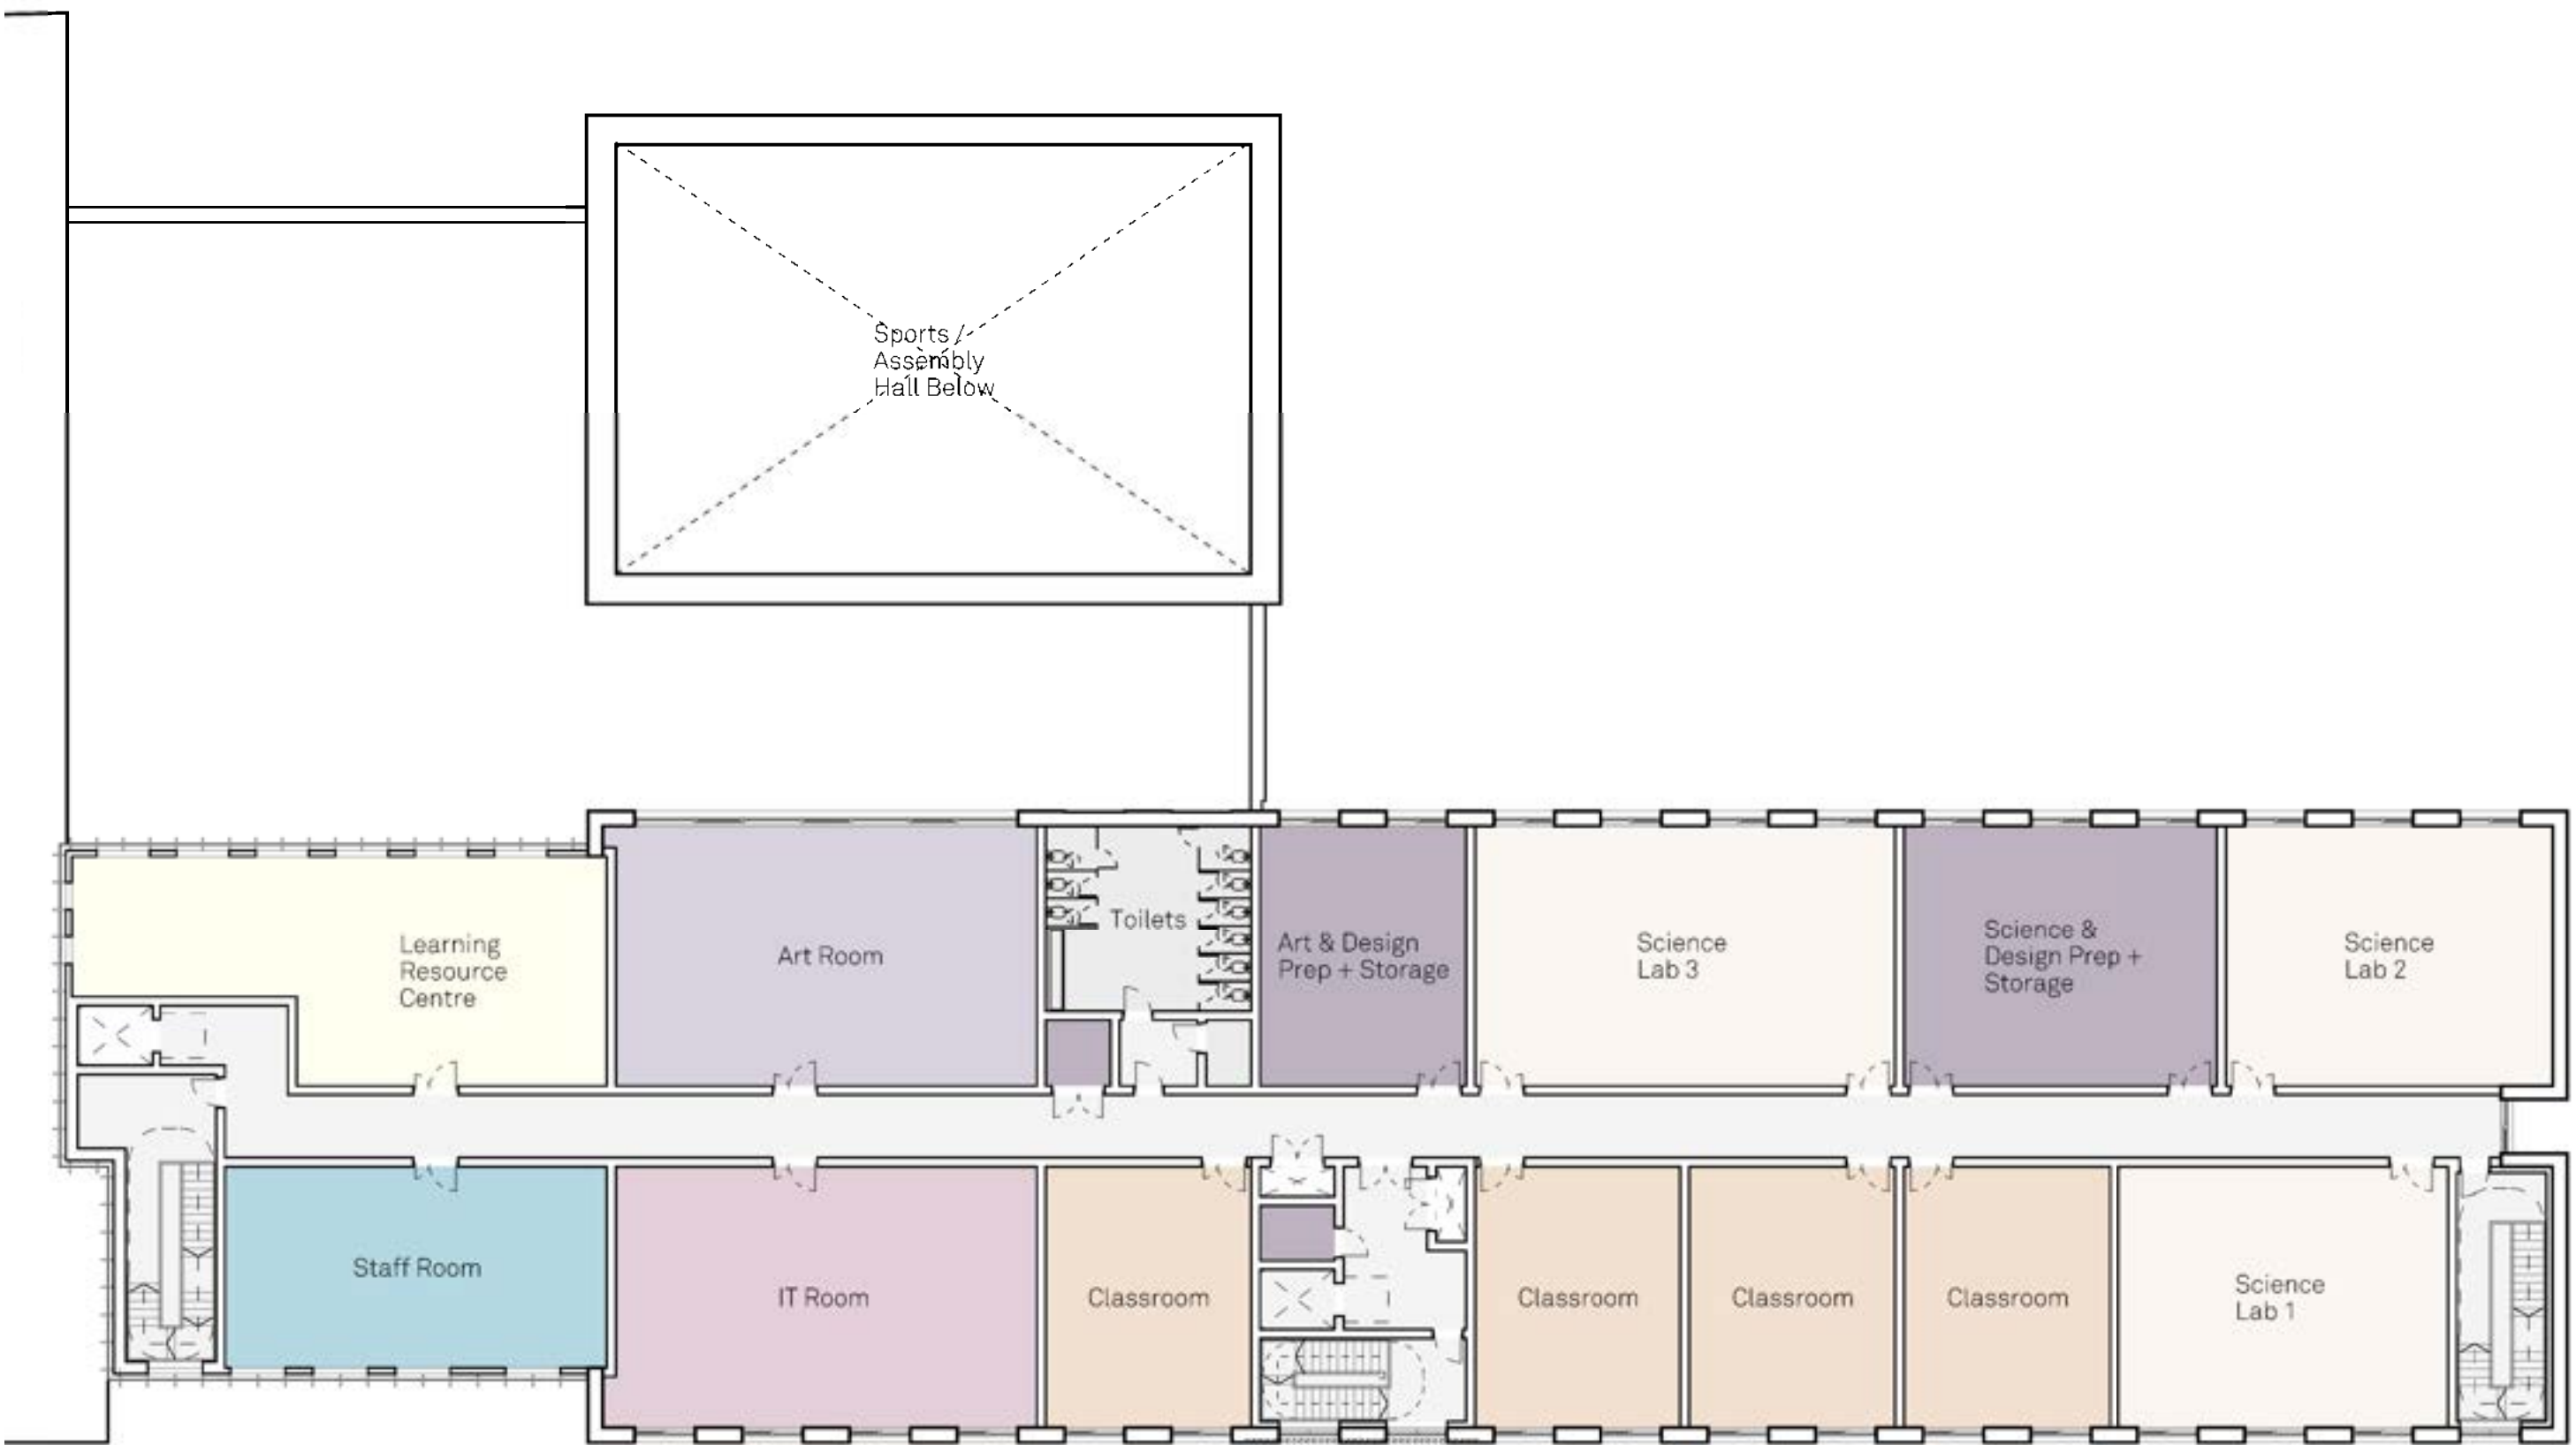 Sports /
Assembly
Hall Below
Learning
Resource
Centre
Art Room
Toilets
Art & Design
Prep + Storage
Science
Lab 3
Science &
Design Prep +
Storage
Science
Lab 2
Staff Room
IT Room
Classroom
Classroom
Classroom
Classroom
Science
Lab 1